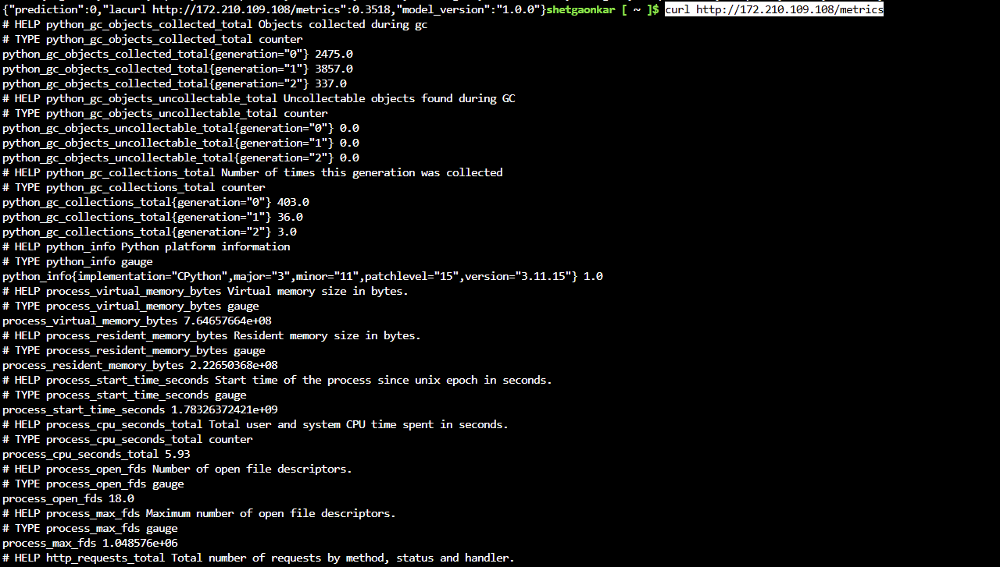 {"prediction":0,"lacurl http://172.210.109.108/metrics":0.3518,"model_version":"1.0.0"}shetgaonkar [ ~ ]$ curl http://172.210.109.108/metrics
# HELP python_gc_objects_collected_total Objects collected during gc
# TYPE python_gc_objects_collected_total counter
python_gc_objects_collected_total{generation="0"} 2475.0
python_gc_objects_collected_total{generation="1"} 3857.0
python_gc_objects_collected_total{generation="2"} 337.0
# HELP python_gc_objects_uncollectable_total Uncollectable objects found during GC
# TYPE python_gc_objects_uncollectable_total counter
python_gc_objects_uncollectable_total{generation="0"} 0.0
python_gc_objects_uncollectable_total{generation="1"} 0.0
python_gc_objects_uncollectable_total{generation="2"} 0.0
# HELP python_gc_collections_total Number of times this generation was collected
# TYPE python_gc_collections_total counter
python_gc_collections_total{generation="0"} 403.0
python_gc_collections_total{generation="1"} 36.0
python_gc_collections_total{generation="2"} 3.0
# HELP python_info Python platform information
# TYPE python_info gauge
python_info{implementation="CPython",major="3",minor="11",patchlevel="15",version="3.11.15"} 1.0
# HELP process_virtual_memory_bytes Virtual memory size in bytes.
# TYPE process_virtual_memory_bytes gauge
process_virtual_memory_bytes 7.64657664e+08
# HELP process_resident_memory_bytes Resident memory size in bytes.
# TYPE process_resident_memory_bytes gauge
process_resident_memory_bytes 2.22650368e+08
# HELP process_start_time_seconds Start time of the process since unix epoch in seconds.
# TYPE process_start_time_seconds gauge
process_start_time_seconds 1.78326372421e+09
# HELP process_cpu_seconds_total Total user and system CPU time spent in seconds.
# TYPE process_cpu_seconds_total counter
process_cpu_seconds_total 5.93
# HELP process_open_fds Number of open file descriptors.
# TYPE process_open_fds gauge
process_open_fds 18.0
# HELP process_max_fds Maximum number of open file descriptors.
# TYPE process_max_fds gauge
process_max_fds 1.048576e+06
# HELP http_requests_total Total number of requests by method, status and handler.